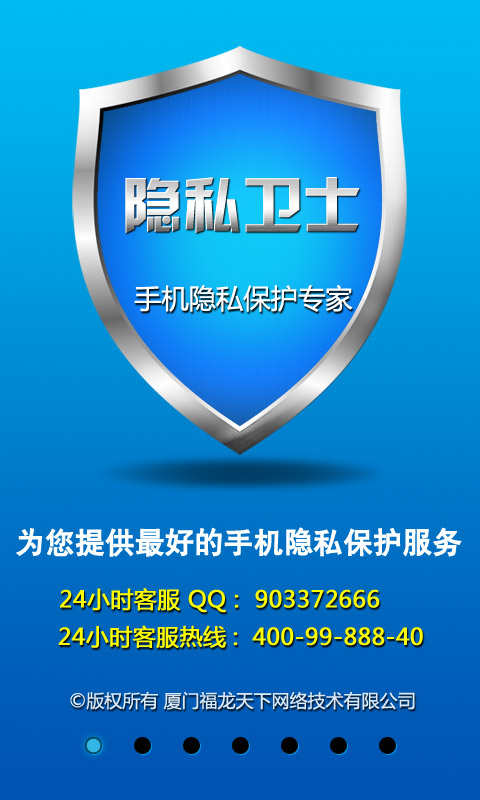 隐私卫士
手机隐私保护专家
为您提供最好的手机隐私保护服务
24小时客服 QQ： 903372666
24小时客服热线： 400-99-888-40
©版权所有 厦门福龙天下网络技术有限公司